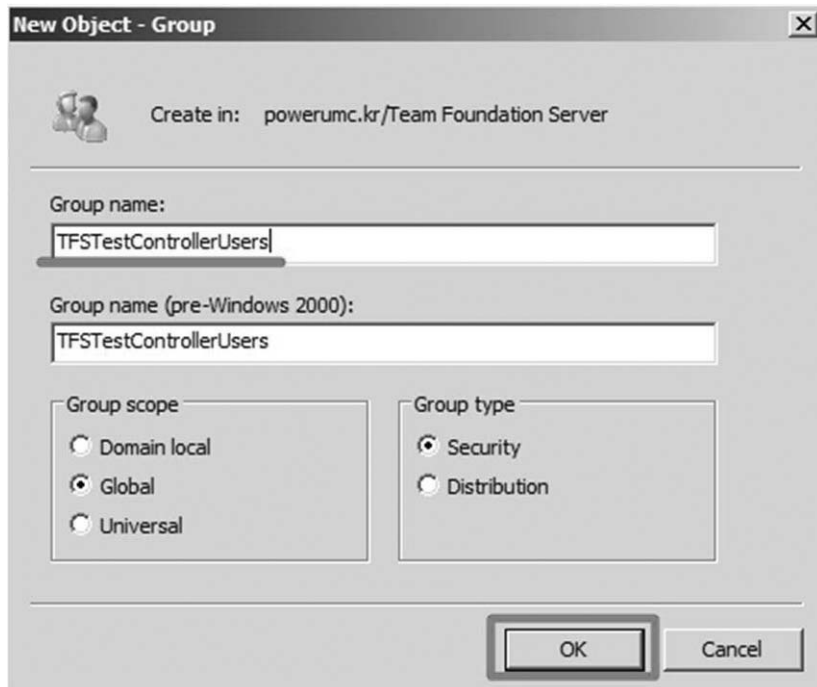 New Object - Group
Create in: powerumc.kr/Team Foundation Server
Group name:
TFSTestControllerUsers
Group name (pre-Windows 2000):
TFSTestControllerUsers
Group scope
Domain local
Global
Universal
Group type
Security
Distribution
OK
Cancel